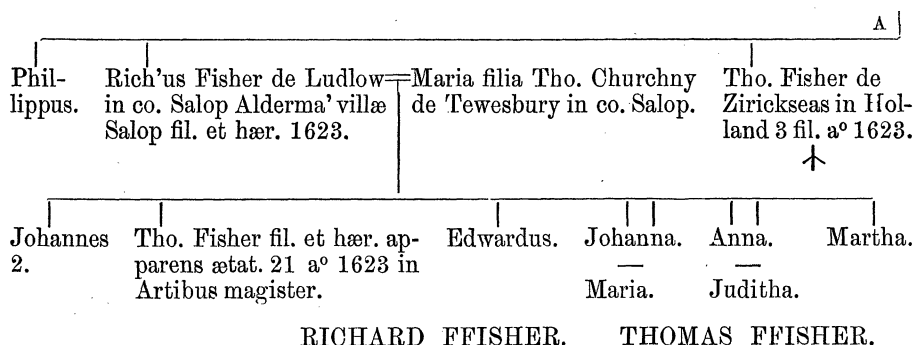 A
Phil-
lippus.
Rich'us Fisher de Ludlow
in co. Salop Alderma' villæ
Salop fil. et hær. 1623.
Maria filia Tho. Churchny
de Tewesbury in co. Salop.
Tho. Fisher de
Zirickseas in Hol-
land 3 fil. aº 1623.
Johannes
2.
Tho. Fisher fil. et hær. ap-
parens ætat. 21 aº 1623 in
Artibus magister.
Edwardus.
Johanna.
—
Maria.
Anna.
—
Juditha.
Martha.
RICHARD FFISHER. THOMAS FFISHER.